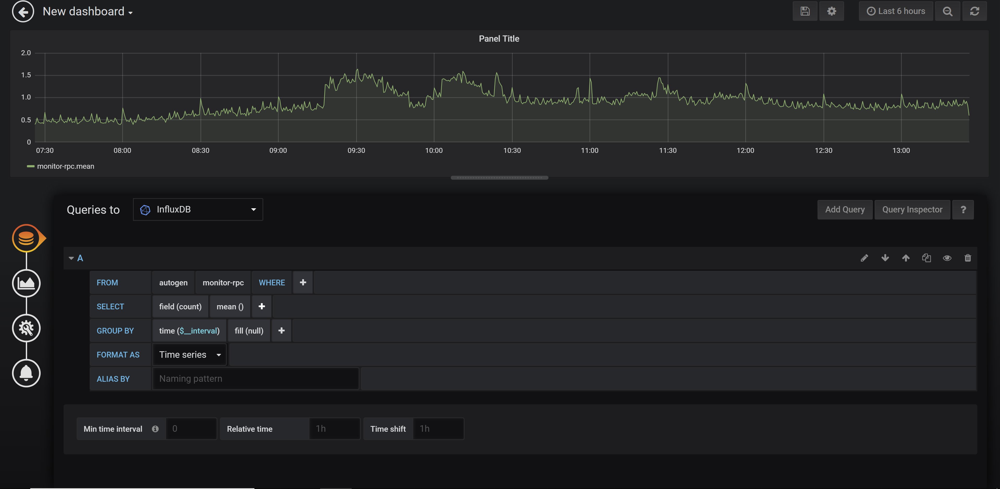 New dashboard
Last 6 hours
Panel Title
2.0
1.5
1.0
0.5
0
07:30 08:00 08:30 09:00 09:30 10:00 10:30 11:00 11:30 12:00 12:30 13:00
monitor-rpc.mean
Queries to InfluxDB Add Query Query Inspector ?
A
FROM autogen monitor-rpc WHERE +
SELECT field (count) mean () +
GROUP BY time ($__interval) fill (null) +
FORMAT AS Time series
ALIAS BY Naming pattern
Min time interval 0 Relative time 1h Time shift 1h